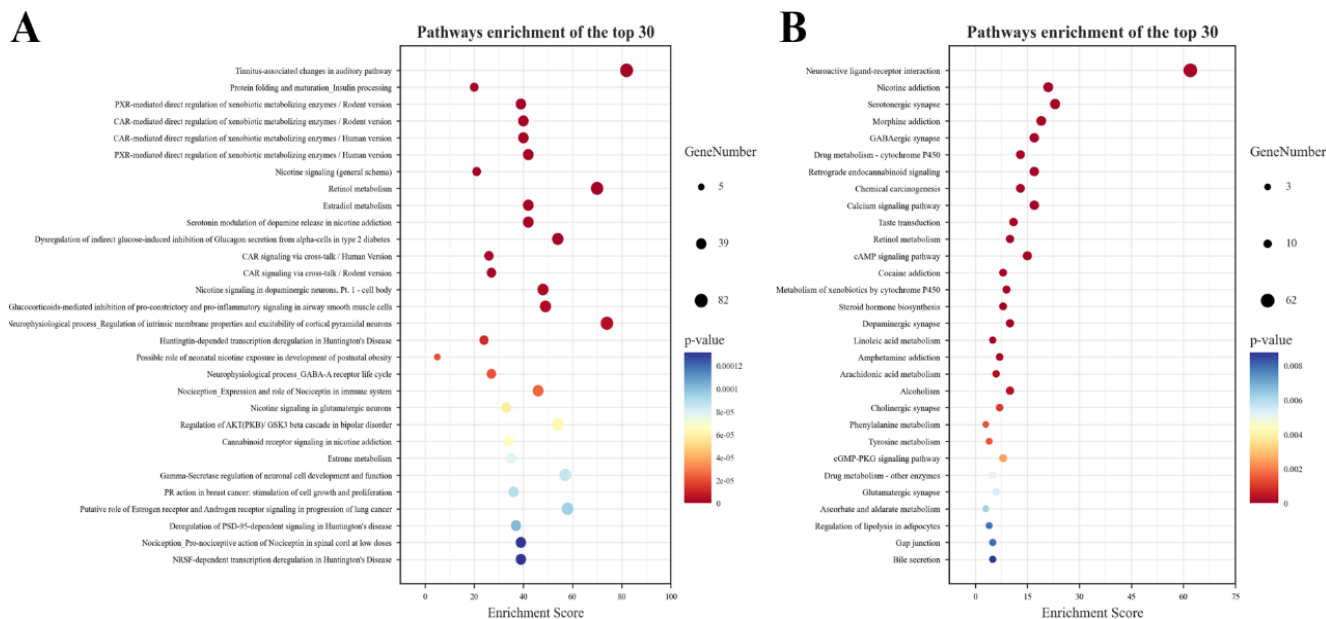 A
Pathways enrichment of the top 30
Tinnitus-associated changes in auditory pathway
Protein folding and maturation_Insulin processing
PXR-mediated direct regulation of xenobiotic metabolizing enzymes / Rodent version
CAR-mediated direct regulation of xenobiotic metabolizing enzymes / Rodent version
CAR-mediated direct regulation of xenobiotic metabolizing enzymes / Human version
PXR-mediated direct regulation of xenobiotic metabolizing enzymes / Human version
Nicotine signaling (general schema)
Retinol metabolism
Estradiol metabolism
Serotonin modulation of dopamine release in nicotine addiction
Dysregulation of indirect glucose-induced inhibition of Glucagon secretion from alpha-cells in type 2 diabetes
CAR signaling via cross-talk / Human Version
CAR signaling via cross-talk / Rodent version
Nicotine signaling in dopaminergic neurons, Pt. 1 - cell body
Glucocorticoids-mediated inhibition of pro-constrictory and pro-inflammatory signaling in airway smooth muscle cells
Neurophysiological process_Regulation of intrinsic membrane properties and excitability of cortical pyramidal neurons
Huntingtin-depended transcription deregulation in Huntington's Disease
Possible role of neonatal nicotine exposure in development of postnatal obesity
Neurophysiological process_GABA-A receptor life cycle
Nociception_Expression and role of Nociceptin in immune system
Nicotine signaling in glutamatergic neurons
Regulation of AKT(PKB)/ GSK3 beta cascade in bipolar disorder
Cannabinoid receptor signaling in nicotine addiction
Estrone metabolism
Gamma-Secretase regulation of neuronal cell development and function
PR action in breast cancer: stimulation of cell growth and proliferation
Putative role of Estrogen receptor and Androgen receptor signaling in progression of lung cancer
Deregulation of PSD-95-dependent signaling in Huntington's disease
Nociception_Pro-nociceptive action of Nociceptin in spinal cord at low doses
NRSF-dependent transcription deregulation in Huntington's Disease
0 20 40 60 80 100
Enrichment Score
GeneNumber
5
39
82
p-value
0.00012
0.0001
8e-05
6e-05
4e-05
2e-05
0
B
Pathways enrichment of the top 30
Neuroactive ligand-receptor interaction
Nicotine addiction
Serotonergic synapse
Morphine addiction
GABAergic synapse
Drug metabolism - cytochrome P450
Retrograde endocannabinoid signaling
Chemical carcinogenesis
Calcium signaling pathway
Taste transduction
Retinol metabolism
cAMP signaling pathway
Cocaine addiction
Metabolism of xenobiotics by cytochrome P450
Steroid hormone biosynthesis
Dopaminergic synapse
Linoleic acid metabolism
Amphetamine addiction
Arachidonic acid metabolism
Alcoholism
Cholinergic synapse
Phenylalanine metabolism
Tyrosine metabolism
cGMP-PKG signaling pathway
Drug metabolism - other enzymes
Glutamatergic synapse
Ascorbate and aldarate metabolism
Regulation of lipolysis in adipocytes
Gap junction
Bile secretion
0 15 30 45 60 75
Enrichment Score
GeneNumber
3
10
62
p-value
0.008
0.006
0.004
0.002
0